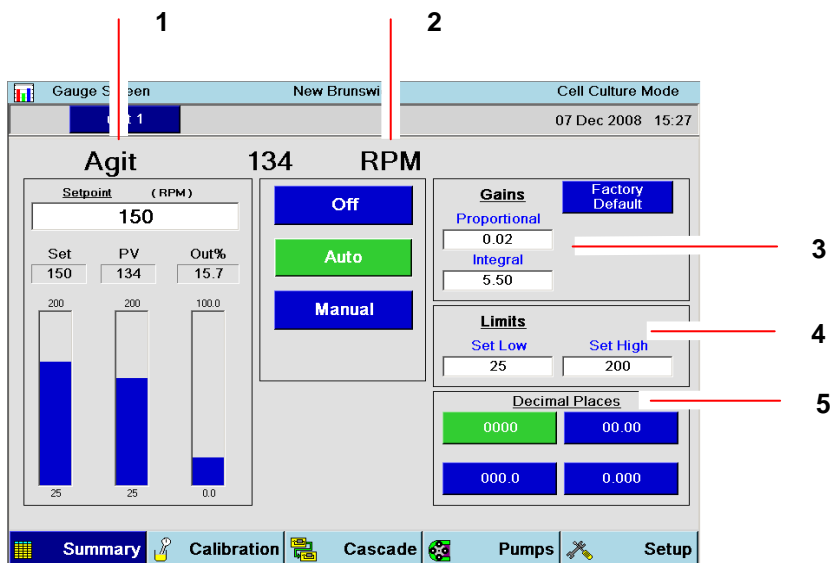 1 2
Gauge S een New Brunswi Cell Culture Mode
it 1 07 Dec 2008 15:27
Agit 134 RPM
Setpoint (RPM)
150
Set PV Out%
150 134 15.7
200 200 100.0
25 25 0.0
Off
Auto
Manual
Gains Factory Default
Proportional
0.02
Integral
5.50
3
Limits
Set Low Set High
25 200
4
Decimal Places
5
0000 00.00
000.0 0.000
Summary Calibration Cascade Pumps Setup